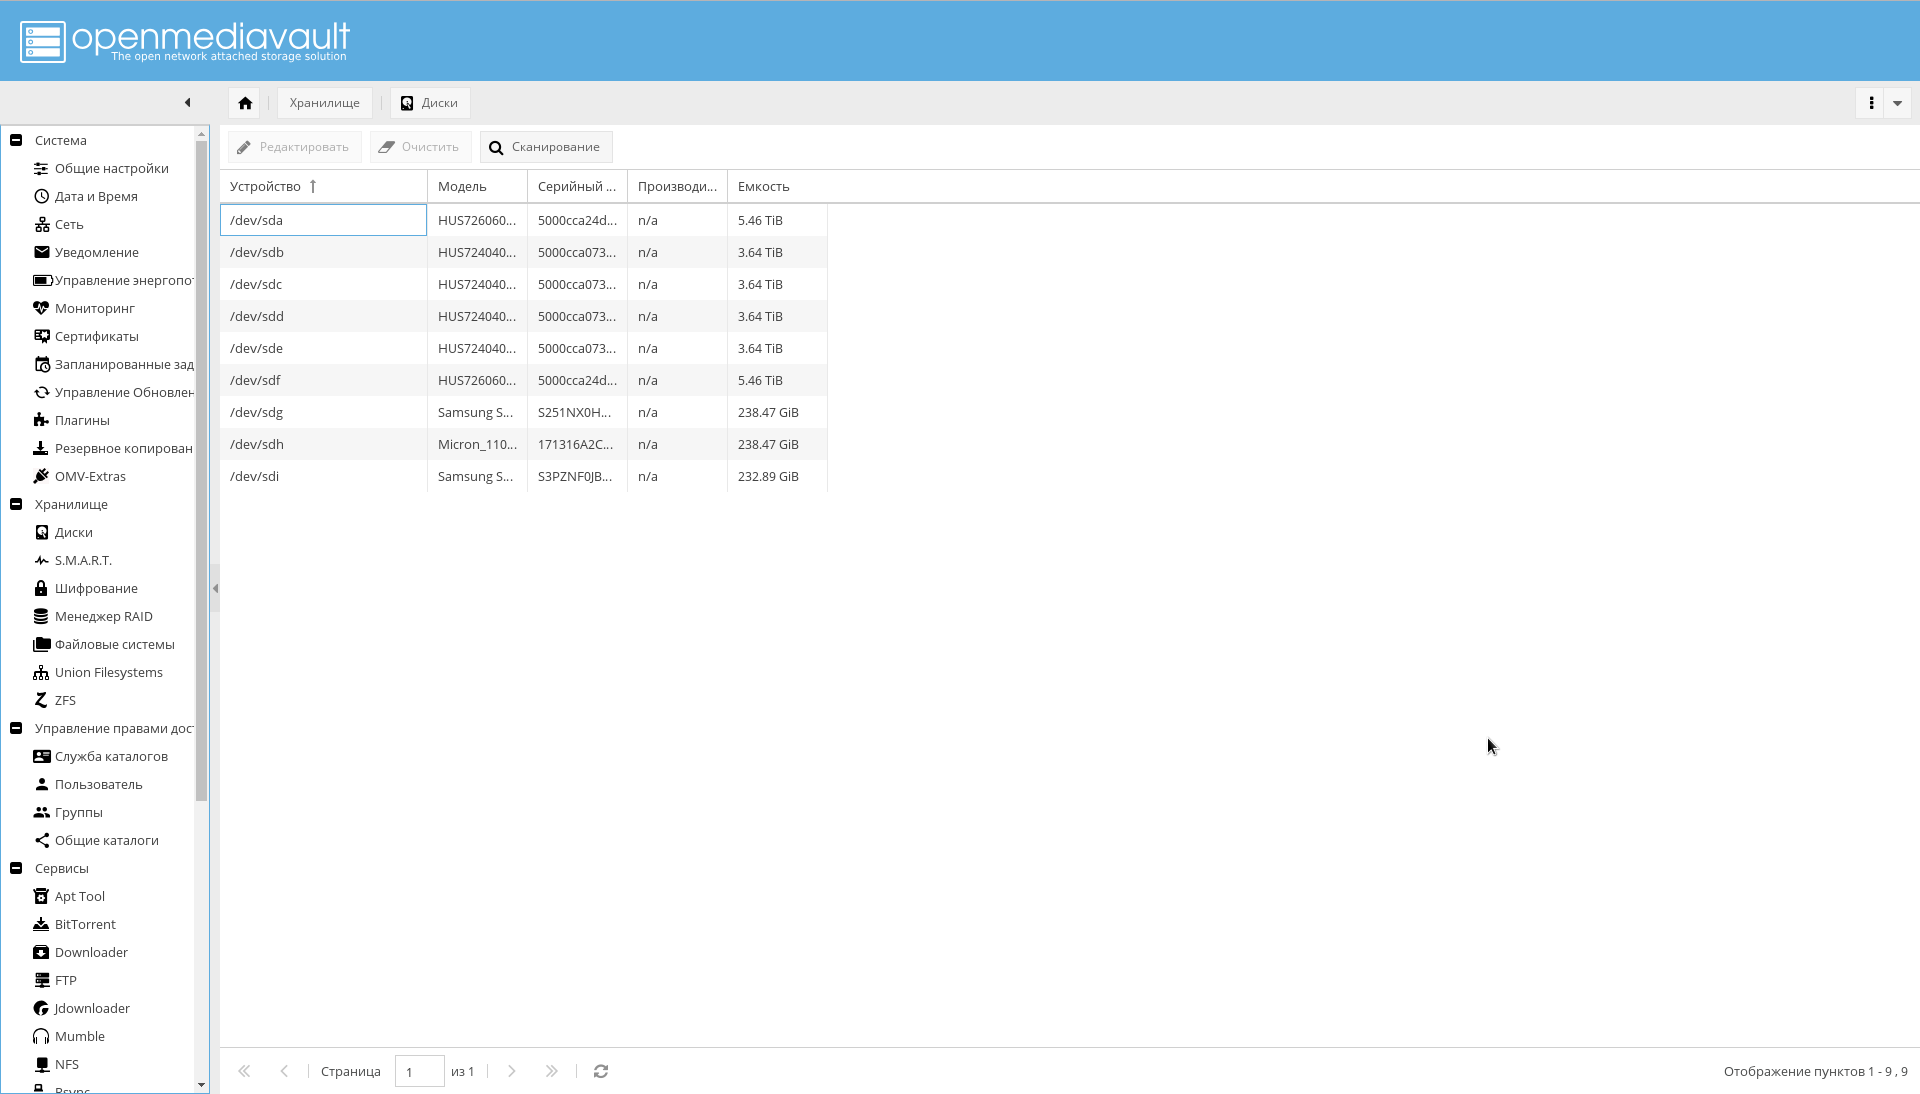 openmediavault
The open network attached storage solution
Хранилище
Диски
Система
Общие настройки
Дата и Время
Сеть
Уведомление
Управление энергопо
Мониторинг
Сертификаты
Запланированные зад
Управление Обновлен
Плагины
Резервное копирован
OMV-Extras
Хранилище
Диски
S.M.A.R.T.
Шифрование
Менеджер RAID
Файловые системы
Union Filesystems
ZFS
Управление правами дос
Служба каталогов
Пользователь
Группы
Общие каталоги
Сервисы
Apt Tool
BitTorrent
Downloader
FTP
Jdownloader
Mumble
NFS
Rsync
Редактировать Очистить Сканирование
Устройство Модель Серийный ... Производи... Емкость
/dev/sda HUS726060... 5000cca24d... n/a 5.46 TiB
/dev/sdb HUS724040... 5000cca073... n/a 3.64 TiB
/dev/sdc HUS724040... 5000cca073... n/a 3.64 TiB
/dev/sdd HUS724040... 5000cca073... n/a 3.64 TiB
/dev/sde HUS724040... 5000cca073... n/a 3.64 TiB
/dev/sdf HUS726060... 5000cca24d... n/a 5.46 TiB
/dev/sdg Samsung S... S251NX0H... n/a 238.47 GiB
/dev/sdh Micron_110... 171316A2C... n/a 238.47 GiB
/dev/sdi Samsung S... S3PZNF0JB... n/a 232.89 GiB
Страница 1 из 1
Отображение пунктов 1 - 9 , 9